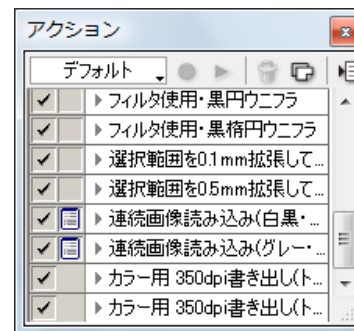 アクション
デフォルト
フィルタ使用・黒円ウニフラ
フィルタ使用・黒楕円ウニフラ
選択範囲を0.1mm拡張して...
選択範囲を0.5mm拡張して...
連続画像読み込み(白黒・...
連続画像読み込み(グレー・...
カラー用 350dpi書き出し(ト...
カラー用 350dpi書き出し(ト...